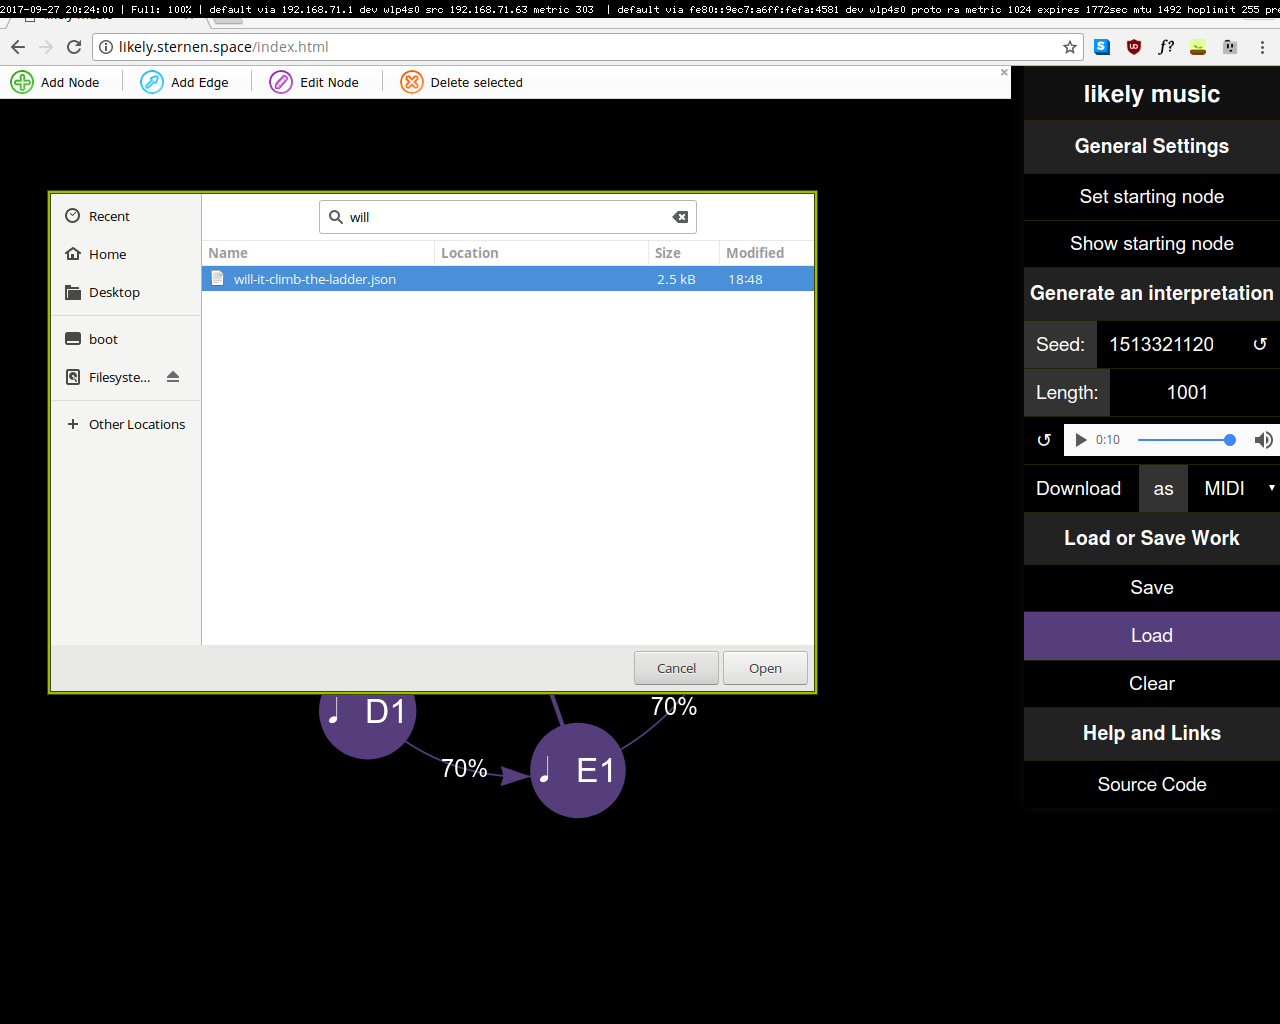 2017-09-27 20:24:00 | Full: 100% | default via 192.168.71.1 dev wlp4s0 src 192.168.71.63 metric 303 | default via fe80::9ec7:a6ff:fefa:4581 dev wlp4s0 proto ra metric 1024 expires 1772sec mtu 1492 hoplimit 255 pre
likely music
likely.sternen.space/index.html
f?
Add Node
Add Edge
Edit Node
Delete selected
likely music
General Settings
Set starting node
Show starting node
Generate an interpretation
Seed: 1513321120
Length: 1001
0:10
Download as MIDI
Load or Save Work
Save
Load
Clear
Help and Links
Source Code
Recent
Home
Desktop
boot
Filesyste...
Other Locations
will
Name Location Size Modified
will-it-climb-the-ladder.json 2.5 kB 18:48
Cancel Open
♩ D1
70%
70%
♩ E1